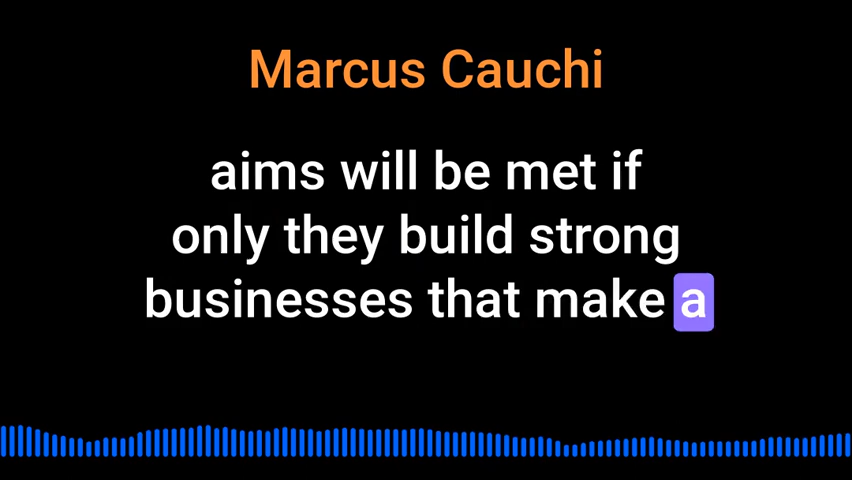 Marcus Cauchi
aims will be met if
only they build strong
businesses that make a